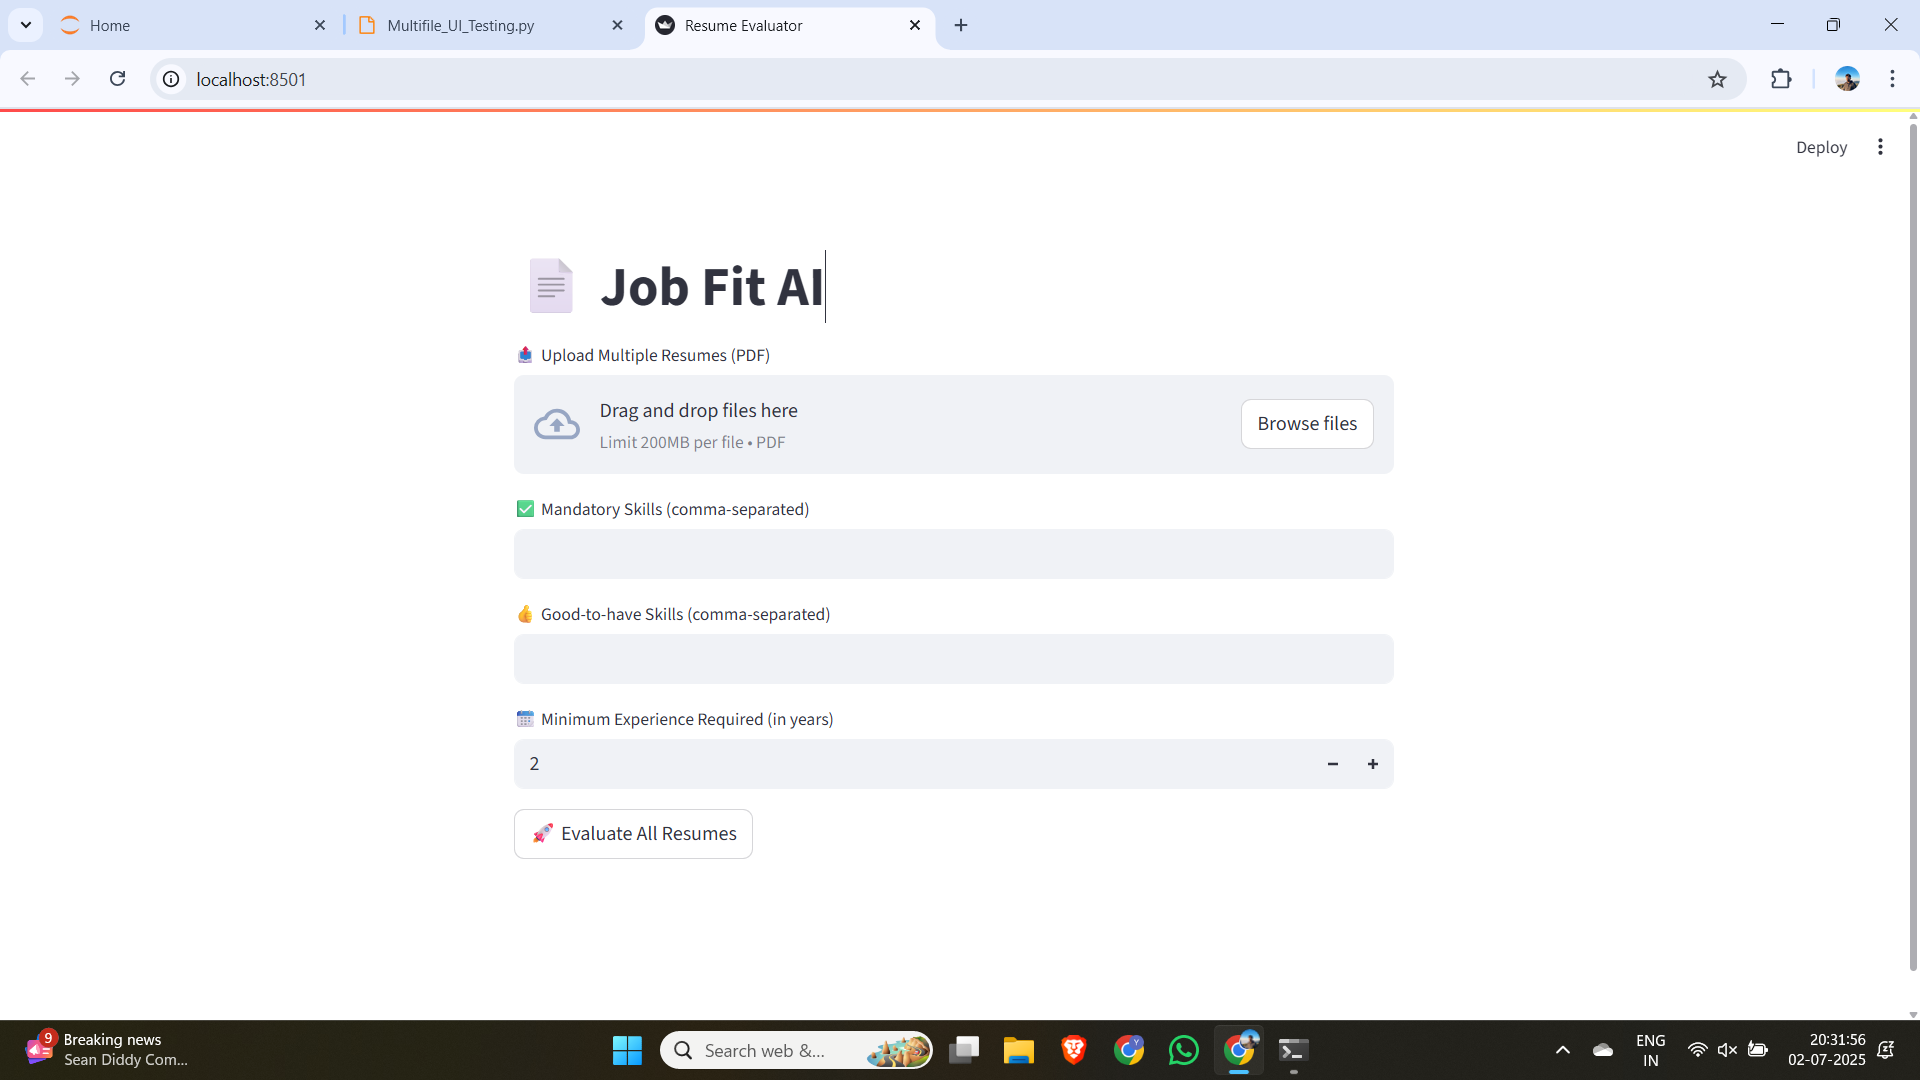 Home
Multifile_UI_Testing.py
Resume Evaluator
localhost:8501
Deploy
Job Fit AI
Upload Multiple Resumes (PDF)
Drag and drop files here
Limit 200MB per file • PDF
Browse files
Mandatory Skills (comma-separated)
Good-to-have Skills (comma-separated)
Minimum Experience Required (in years)
2
Evaluate All Resumes
9
Breaking news
Sean Diddy Com...
Search web &...
Y
ENG
IN
20:31:56
02-07-2025